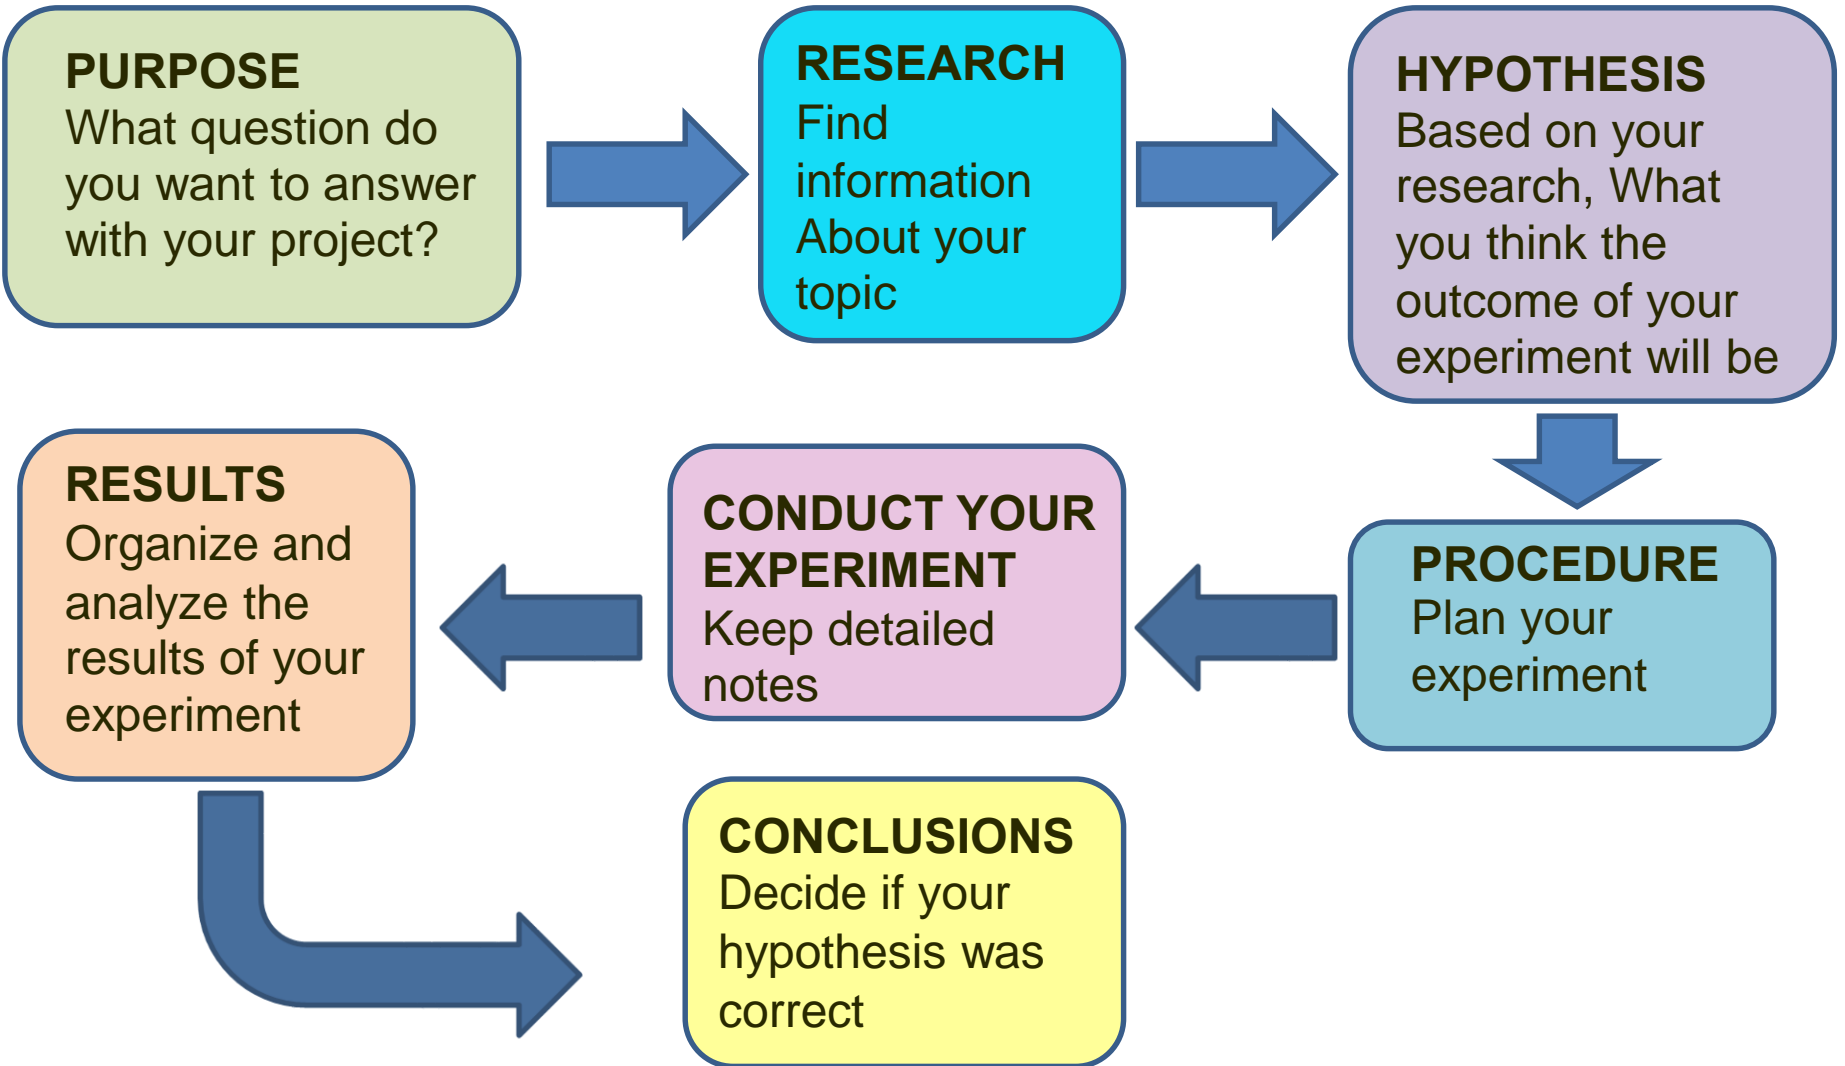 PURPOSE
What question do
you want to answer
with your project?
RESEARCH
Find
information
About your
topic
HYPOTHESIS
Based on your
research, What
you think the
outcome of your
experiment will be
PROCEDURE
Plan your
experiment
CONDUCT YOUR
EXPERIMENT
Keep detailed
notes
RESULTS
Organize and
analyze the
results of your
experiment
CONCLUSIONS
Decide if your
hypothesis was
correct